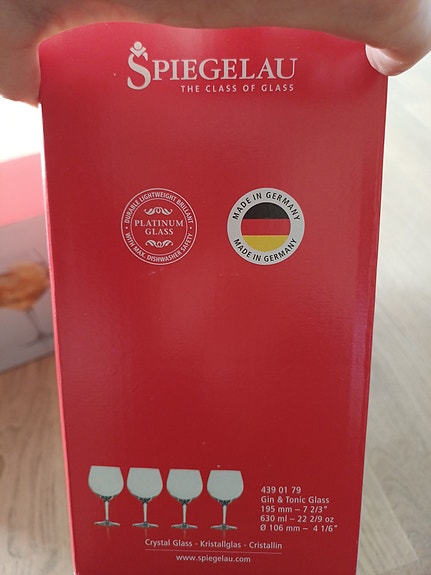 SPIEGELAU
THE CLASS OF GLASS
DURABLE LIGHTWEIGHT BRILLIANT
PLATINUM
GLASS
WITH MAX. DISHWASHER SAFETY
MADE IN GERMANY
MADE IN GERMANY
439 01 79
Gin & Tonic Glass
195 mm – 7 2/3"
630 ml – 22 2/9 oz
Ø 106 mm – 4 1/6"
Crystal Glass - Kristallglas - Cristallin
www.spiegelau.com